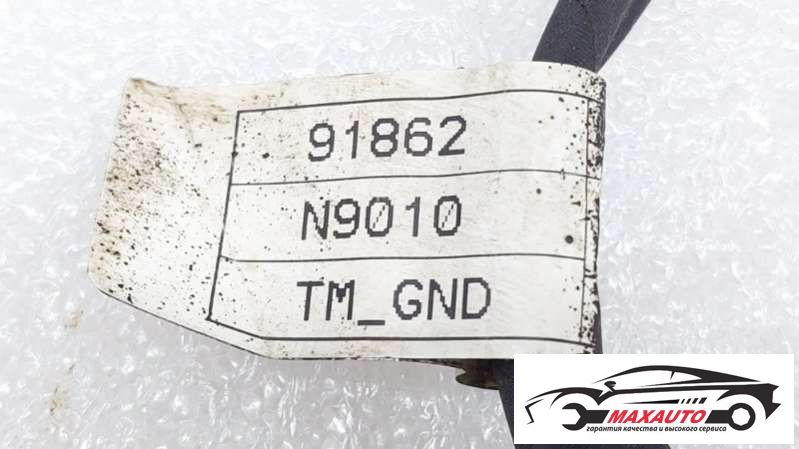 91862
N9010
TM_GND
MAXAUTO
гарантия качества и высокого сервиса